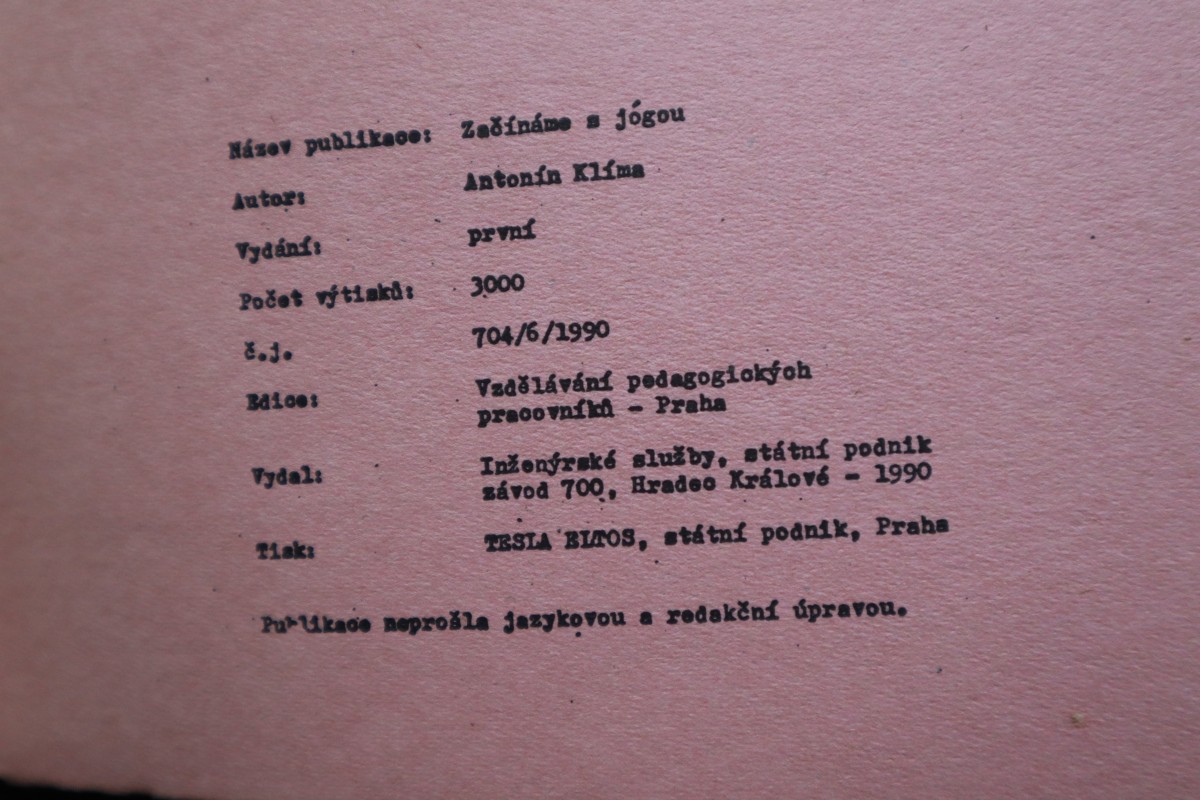 Název publikace: Začínáme s jógou
Autor: Antonín Klíma
Vydání: první
Počet výtisků: 3000
č.j. 704/6/1990
Edice: Vzdělávání pedagogických
pracovníků - Praha
Vydal: Inženýrské služby, státní podnik
závod 700, Hradec Králové - 1990
Tisk: TESLA ELTOS, státní podnik, Praha
Publikace neprošla jazykovou a redakční úpravou.